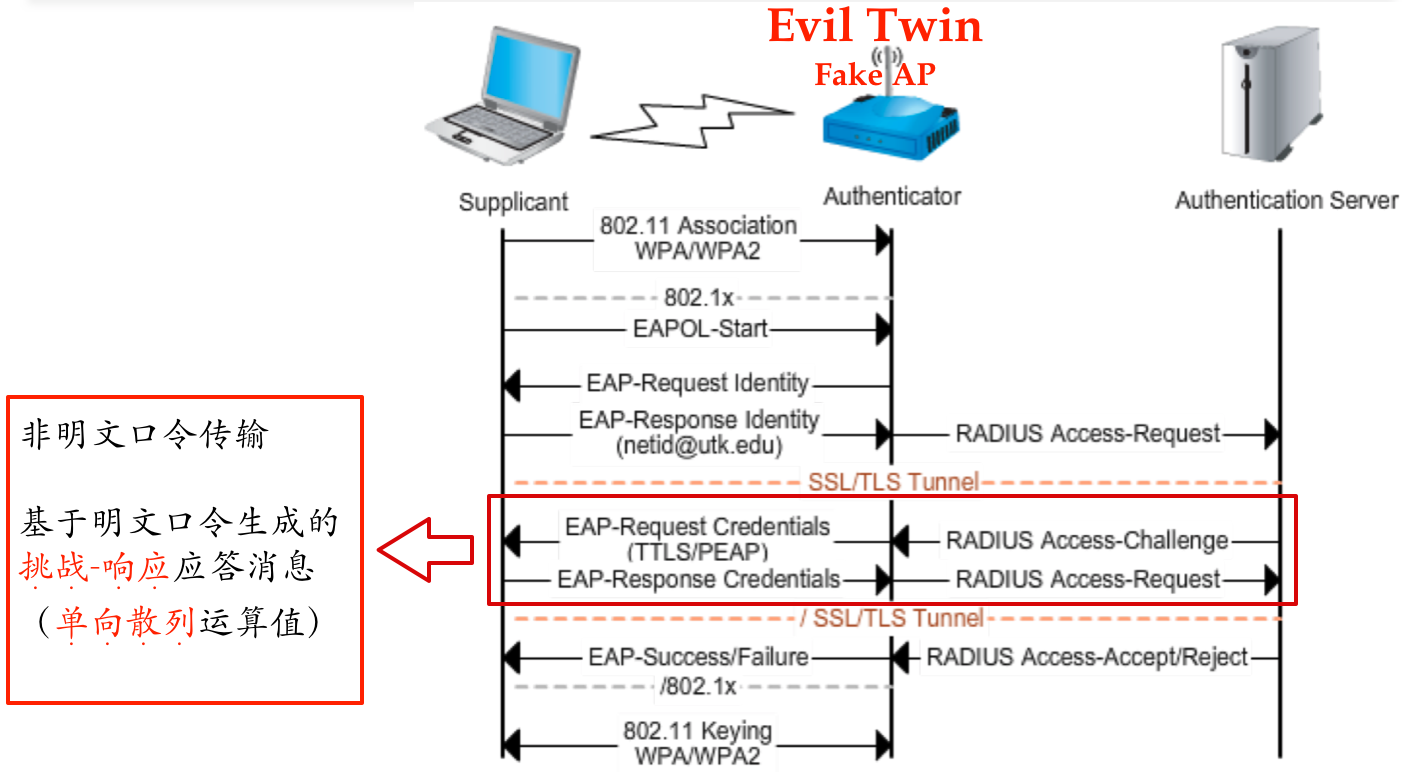 Evil Twin
Fake AP
Supplicant
Authenticator
Authentication Server
802.11 Association
WPA/WPA2
802.1x
EAPOL-Start
EAP-Request Identity
EAP-Response Identity
(netid@utk.edu)
RADIUS Access-Request
SSL/TLS Tunnel
EAP-Request Credentials
(TTLS/PEAP)
RADIUS Access-Challenge
EAP-Response Credentials
RADIUS Access-Request
/ SSL/TLS Tunnel
EAP-Success/Failure
RADIUS Access-Accept/Reject
/802.1x
802.11 Keying
WPA/WPA2
非明文口令传输
基于明文口令生成的
挑战-响应应答消息
（单向散列运算值）